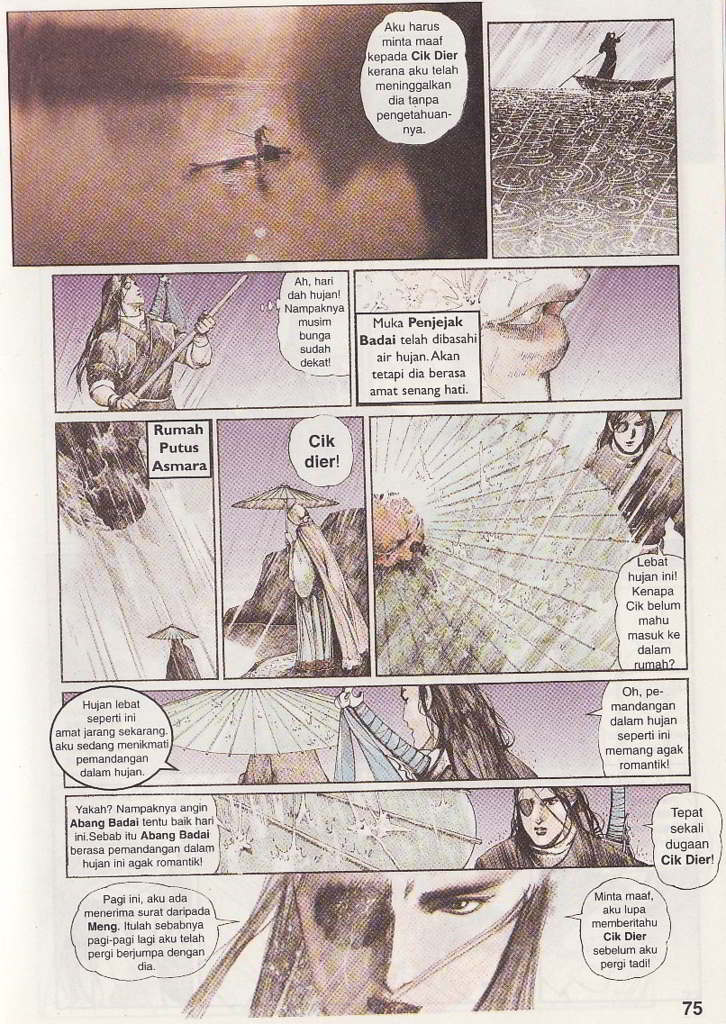 Aku harus
minta maaf
kepada Cik Dier
kerana aku telah
meninggalkan
dia tanpa
pengetahuan-
nya.
Ah, hari
dah hujan!
Nampaknya
musim
bunga
sudah
dekat!
Muka Penjejak
Badai telah dibasahi
air hujan. Akan
tetapi dia berasa
amat senang hati.
Rumah
Putus
Asmara
Cik
dier!
Lebat
hujan ini!
Kenapa
Cik belum
mahu
masuk ke
dalam
rumah?
Hujan lebat
seperti ini
amat jarang sekarang.
aku sedang menikmati
pemandangan
dalam hujan.
Oh, pe-
mandangan
dalam hujan
seperti ini
memang agak
romantik!
Yakah? Nampaknya angin
Abang Badai tentu baik hari
ini.Sebab itu Abang Badai
berasa pemandangan dalam
hujan ini agak romantik!
Tepat
sekali
dugaan
Cik Dier!
Pagi ini, aku ada
menerima surat daripada
Meng. Itulah sebabnya
pagi-pagi lagi aku telah
pergi berjumpa dengan
dia.
Minta maaf,
aku lupa
memberitahu
Cik Dier
sebelum aku
pergi tadi!
75